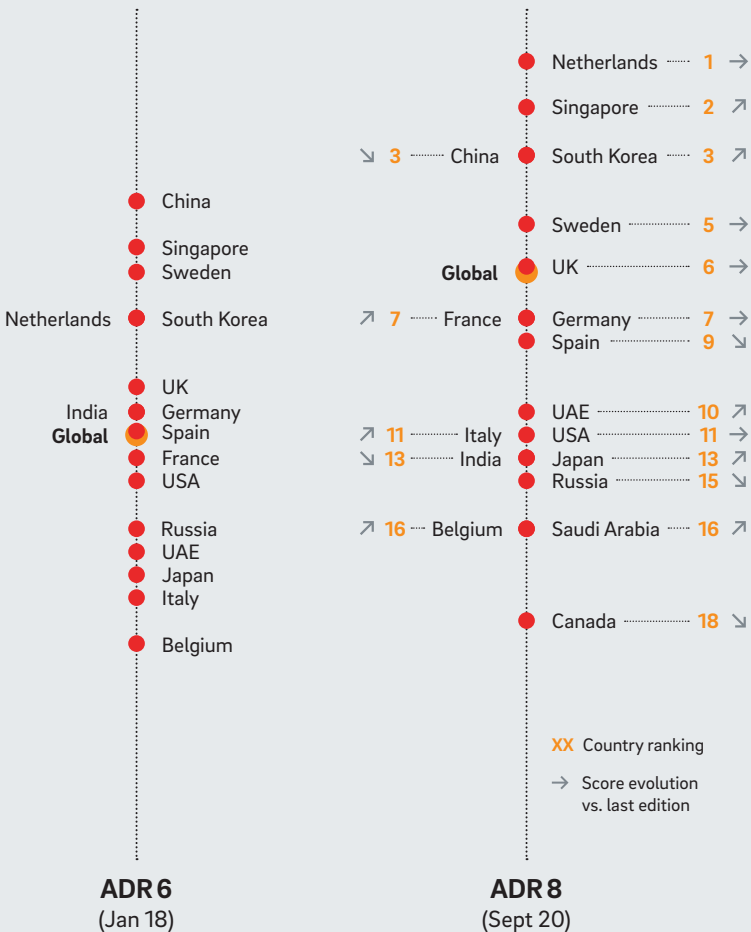 China
Singapore
Sweden
Netherlands South Korea
UK
India Germany
Global Spain
France
USA
Russia
UAE
Japan
Italy
Belgium
ADR 6
(Jan 18)
Netherlands 1 →
Singapore 2 ↗
↘ 3 China South Korea 3 ↗
Sweden 5 →
Global UK 6 →
↗ 7 France Germany 7 →
Spain 9 ↘
UAE 10 ↗
↗ 11 Italy USA 11 →
↘ 13 India Japan 13 ↗
Russia 15 ↘
↗ 16 Belgium Saudi Arabia 16 ↗
Canada 18 ↘
XX Country ranking
→ Score evolution
vs. last edition
ADR 8
(Sept 20)